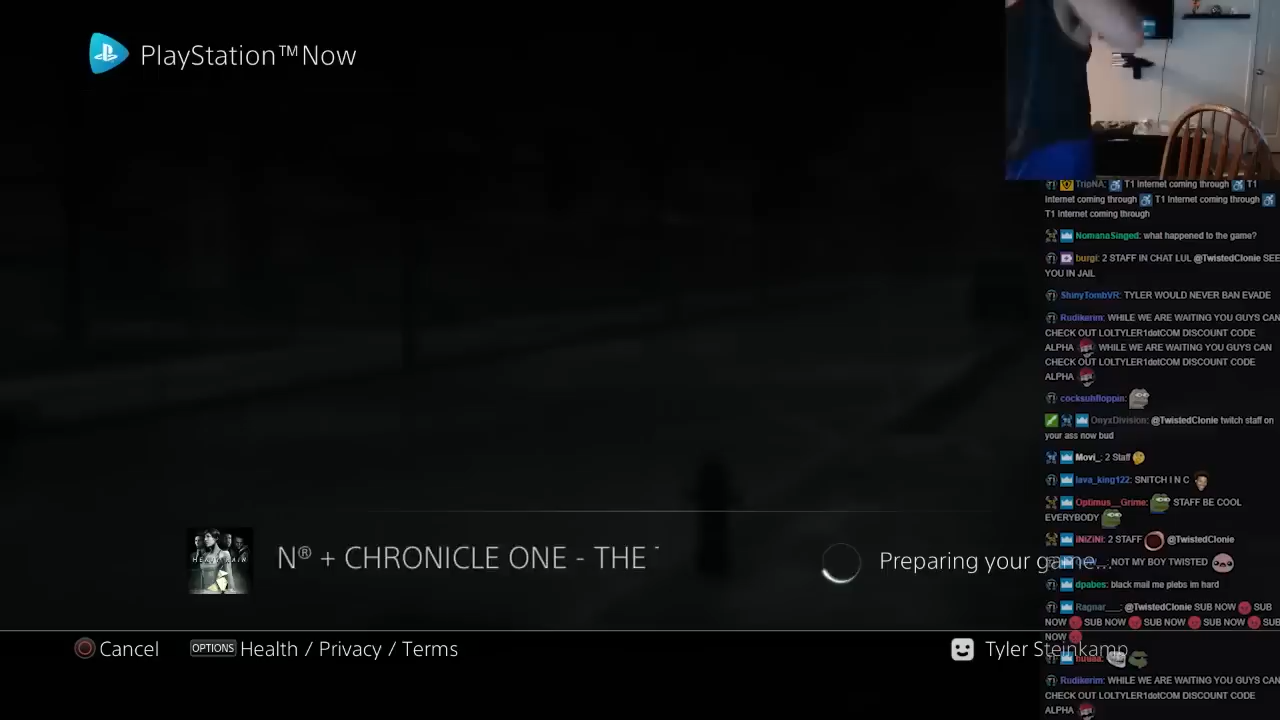 PlayStation™Now
TripNA: T1 Internet coming through T1
Internet coming through T1 Internet coming through
T1 Internet coming through
NomanaSinged: what happened to the game?
burgi: 2 STAFF IN CHAT LUL @TwistedClonie SEE
YOU IN JAIL
ShinyTombVR: TYLER WOULD NEVER BAN EVADE
Rudikerim: WHILE WE ARE WAITING YOU GUYS CAN
CHECK OUT LOLTYLER1dotCOM DISCOUNT CODE
ALPHA WHILE WE ARE WAITING YOU GUYS CAN
CHECK OUT LOLTYLER1dotCOM DISCOUNT CODE
ALPHA
cocksuhfloppin:
OnyxDivision: @TwistedClonie twitch staff on
your ass now bud
Movi_: 2 Staff
lava_king122: SNITCH I N C
Optimus__Grime: STAFF BE COOL
EVERYBODY
INiZiNi: 2 STAFF @TwistedClonie
NOT MY BOY TWISTED
dpabes: black mail me plebs im hard
Ragnar___: @TwistedClonie SUB NOW SUB
NOW SUB NOW SUB NOW SUB NOW SUB
NOW
huuaa:
Rudikerim: WHILE WE ARE WAITING YOU GUYS CAN
CHECK OUT LOLTYLER1dotCOM DISCOUNT CODE
ALPHA
HEAVY RAIN
N® + CHRONICLE ONE - THE
Preparing your game...
Cancel
OPTIONS Health / Privacy / Terms
Tyler Steinkamp